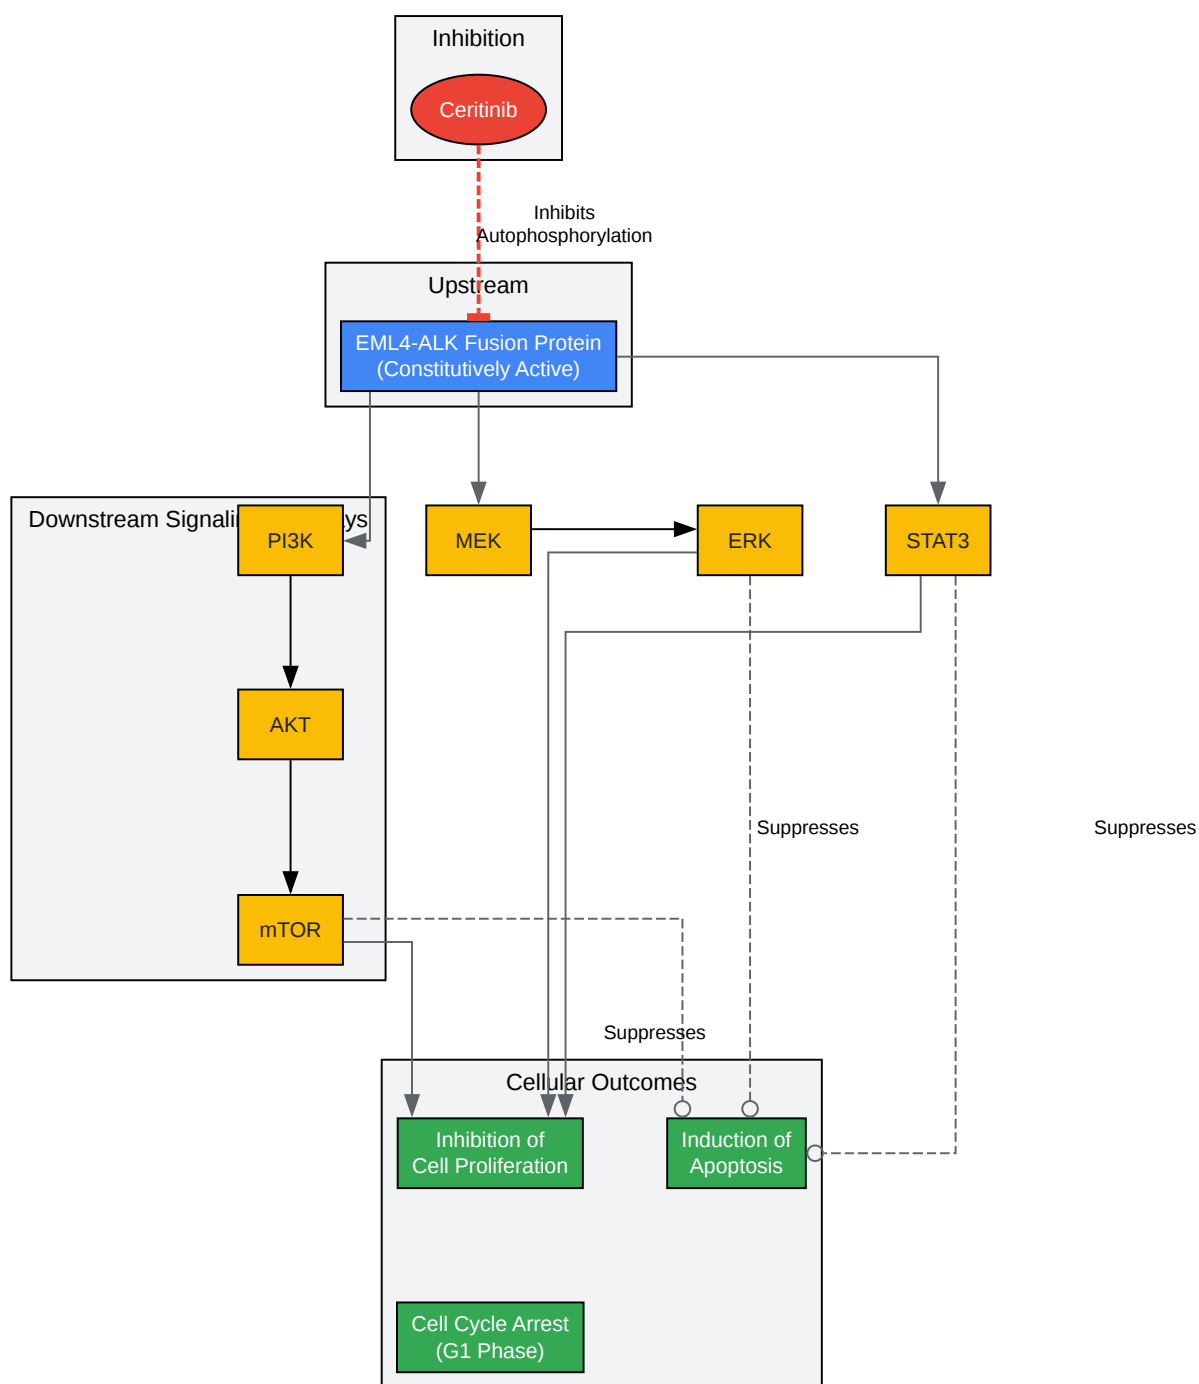 Inhibition
Ceritinib
Inhibits
Autophosphorylation
Upstream
EML4-ALK Fusion Protein
(Constitutively Active)
Downstream
PI3K
MEK
ERK
STAT3
AKT
Suppresses
Suppresses
mTOR
Suppresses
Cellular Outcomes
Inhibition of
Cell Proliferation
Induction of
Apoptosis
Cell Cycle Arrest
(G1 Phase)